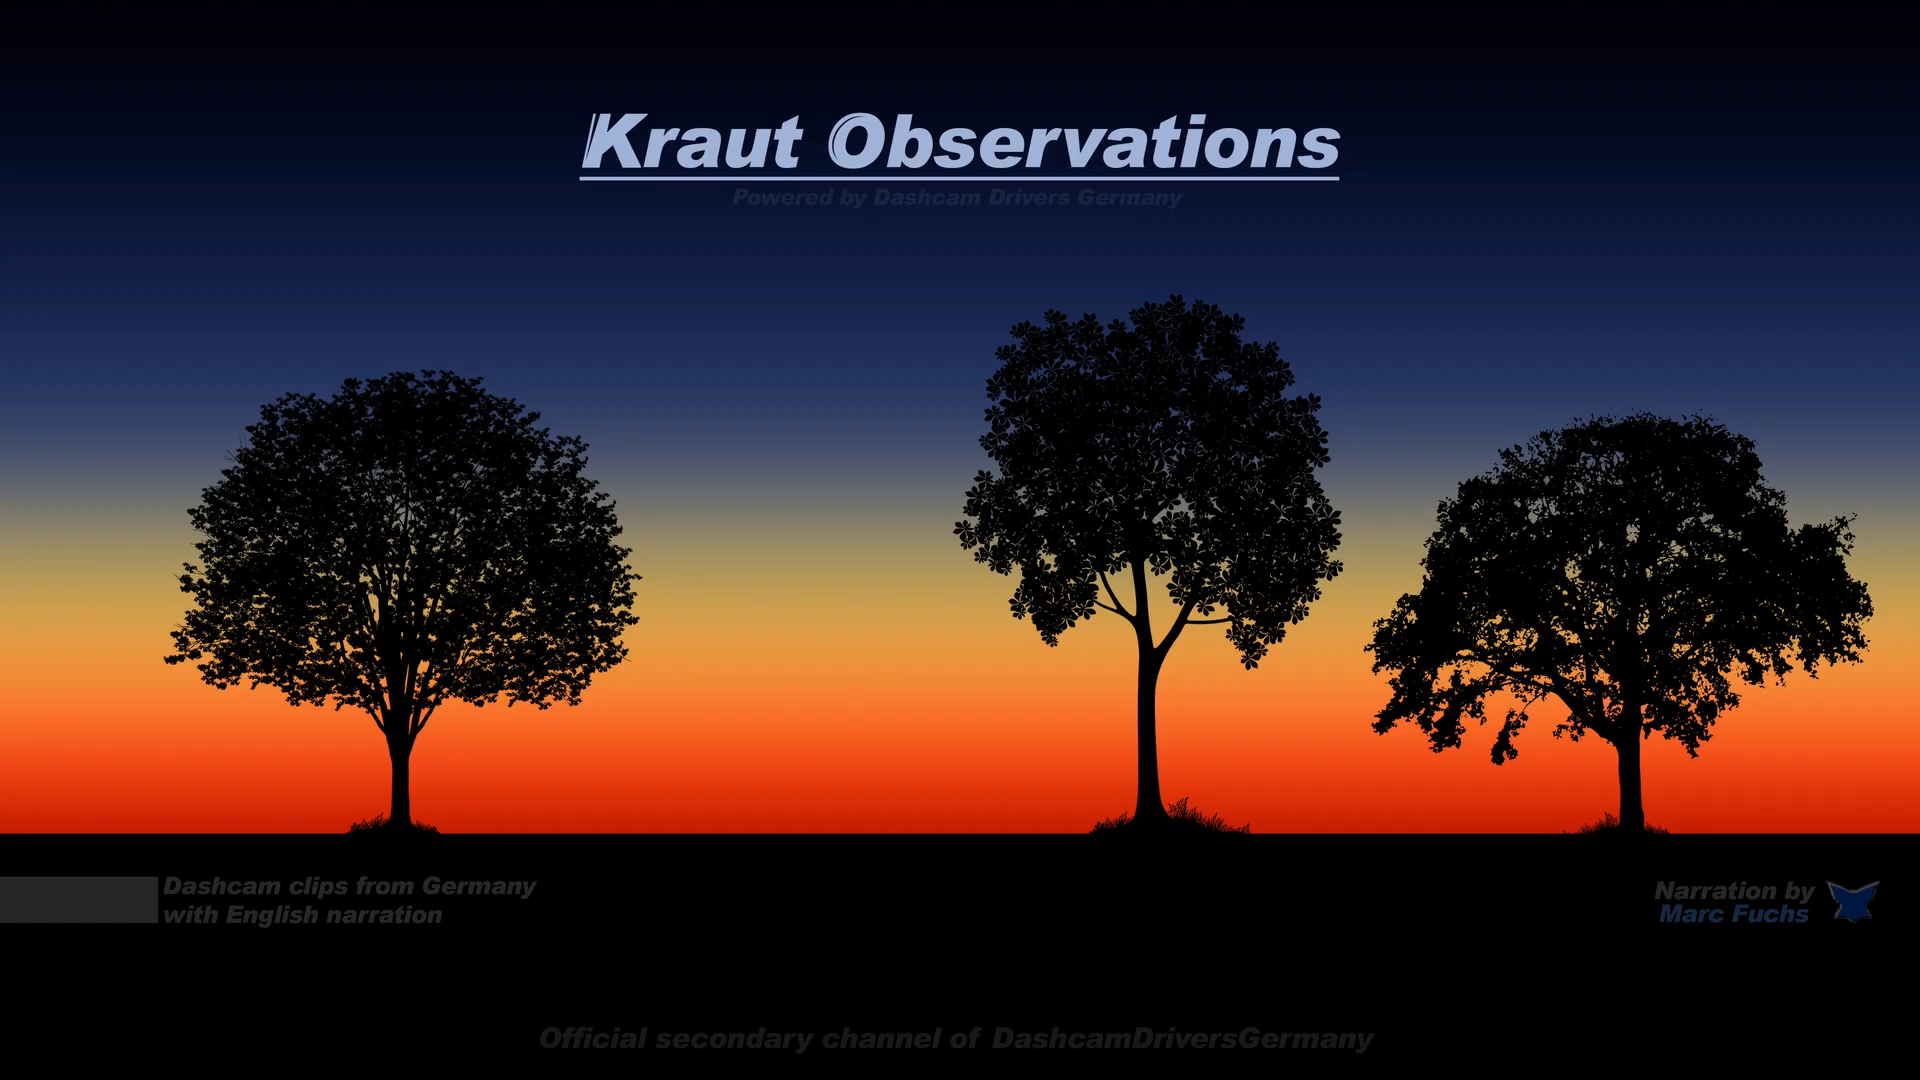 Kraut Observations
Powered by Dashcam Drivers Germany
Dashcam clips from Germany
with English narration
Narration by
Marc Fuchs
Official secondary channel of DashcamDriversGermany